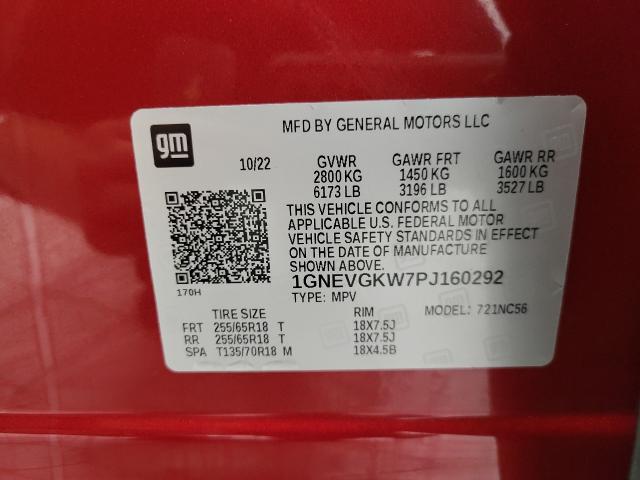 gm
MFD BY GENERAL MOTORS LLC
10/22 GVWR GAWR FRT GAWR RR
2800 KG 1450 KG 1600 KG
6173 LB 3196 LB 3527 LB
THIS VEHICLE CONFORMS TO ALL
APPLICABLE U.S. FEDERAL MOTOR
VEHICLE SAFETY STANDARDS IN EFFECT
ON THE DATE OF MANUFACTURE
SHOWN ABOVE.
170H
1GNEVGKW7PJ160292
TYPE: MPV MODEL: 721NC56
TIRE SIZE RIM
FRT 255/65R18 T 18X7.5J
RR 255/65R18 T 18X7.5J
SPA T135/70R18 M 18X4.5B